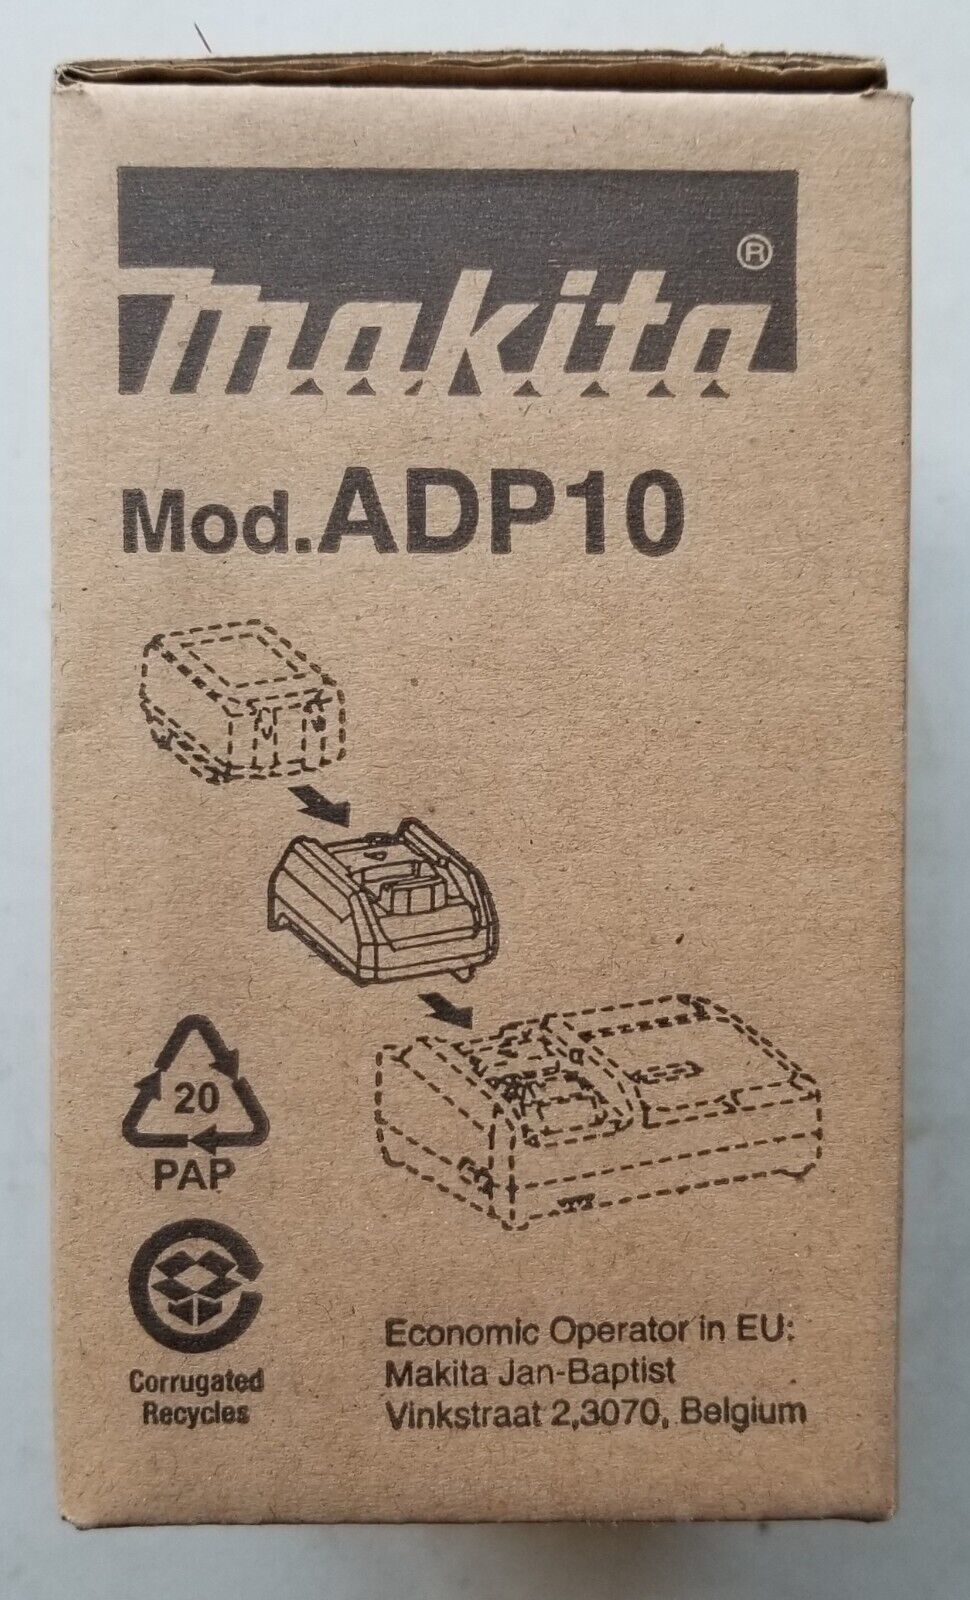 makita®
Mod.ADP10
20
PAP
Corrugated
Recycles
Economic Operator in EU:
Makita Jan-Baptist
Vinkstraat 2,3070, Belgium